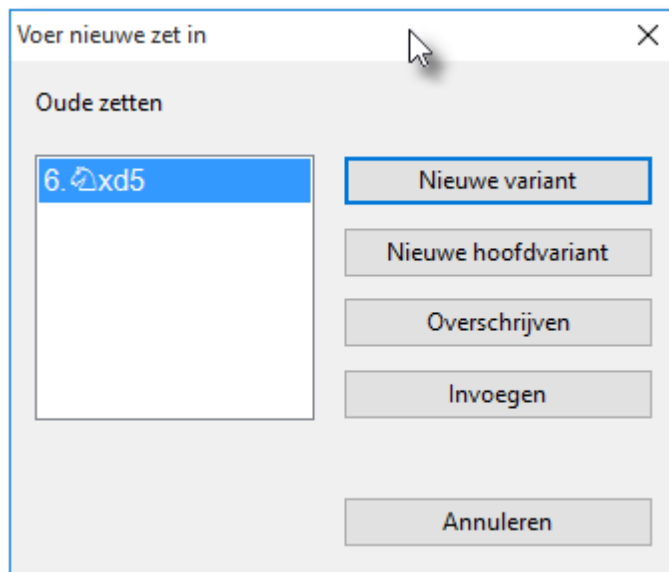 Voer nieuwe zet in
Oude zetten
6.♘xd5
Nieuwe variant
Nieuwe hoofdvariant
Overschrijven
Invoegen
Annuleren